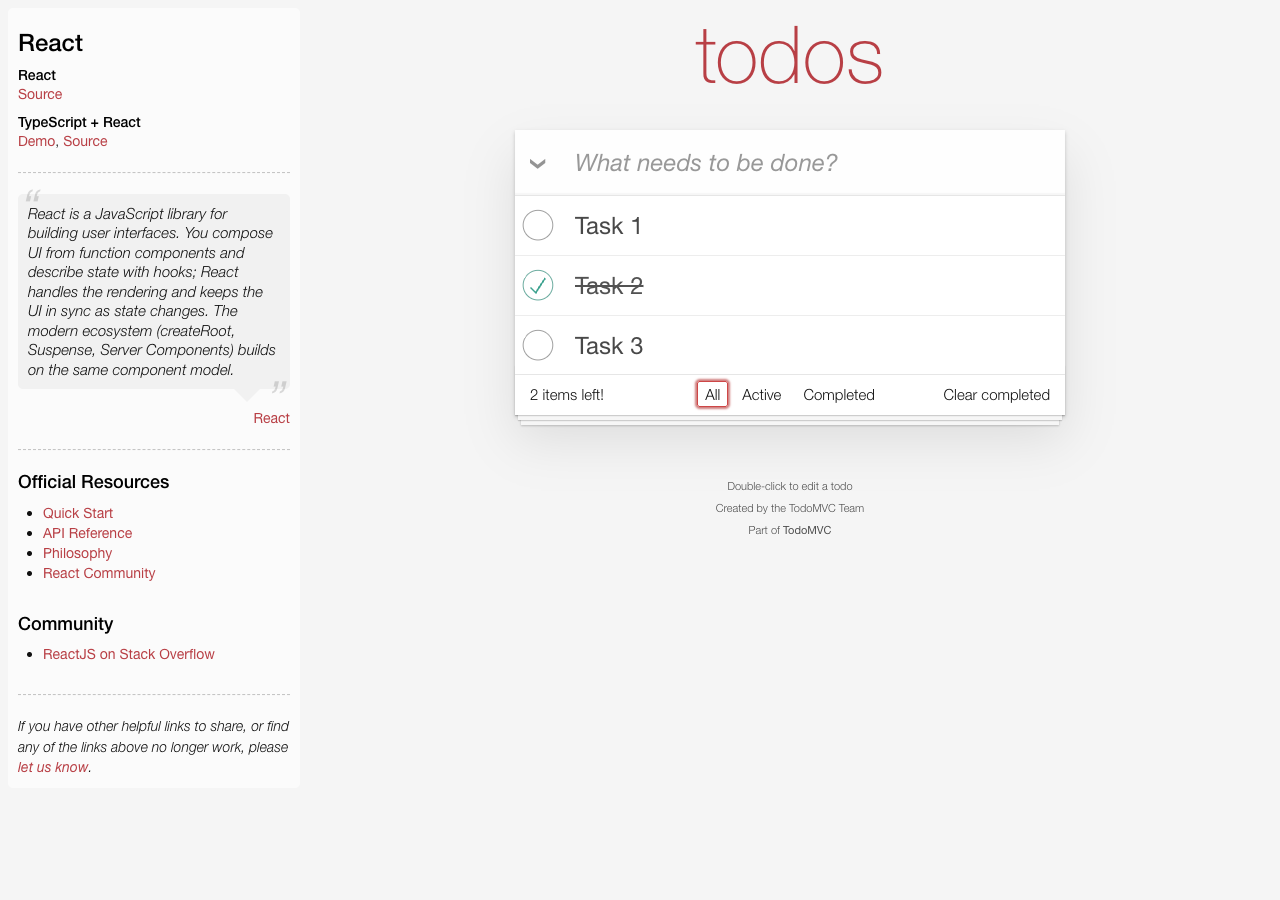 React
React
Source
TypeScript + React
Demo, Source
“
React is a JavaScript library for
building user interfaces. You compose
UI from function components and
describe state with hooks; React
handles the rendering and keeps the
UI in sync as state changes. The
modern ecosystem (createRoot,
Suspense, Server Components) builds
on the same component model.
”
React
Official Resources
Quick Start
API Reference
Philosophy
React Community
Community
ReactJS on Stack Overflow
If you have other helpful links to share, or find
any of the links above no longer work, please
let us know.
todos
What needs to be done?
Task 1
Task 2
Task 3
2 items left! All Active Completed Clear completed
Double-click to edit a todo
Created by the TodoMVC Team
Part of TodoMVC